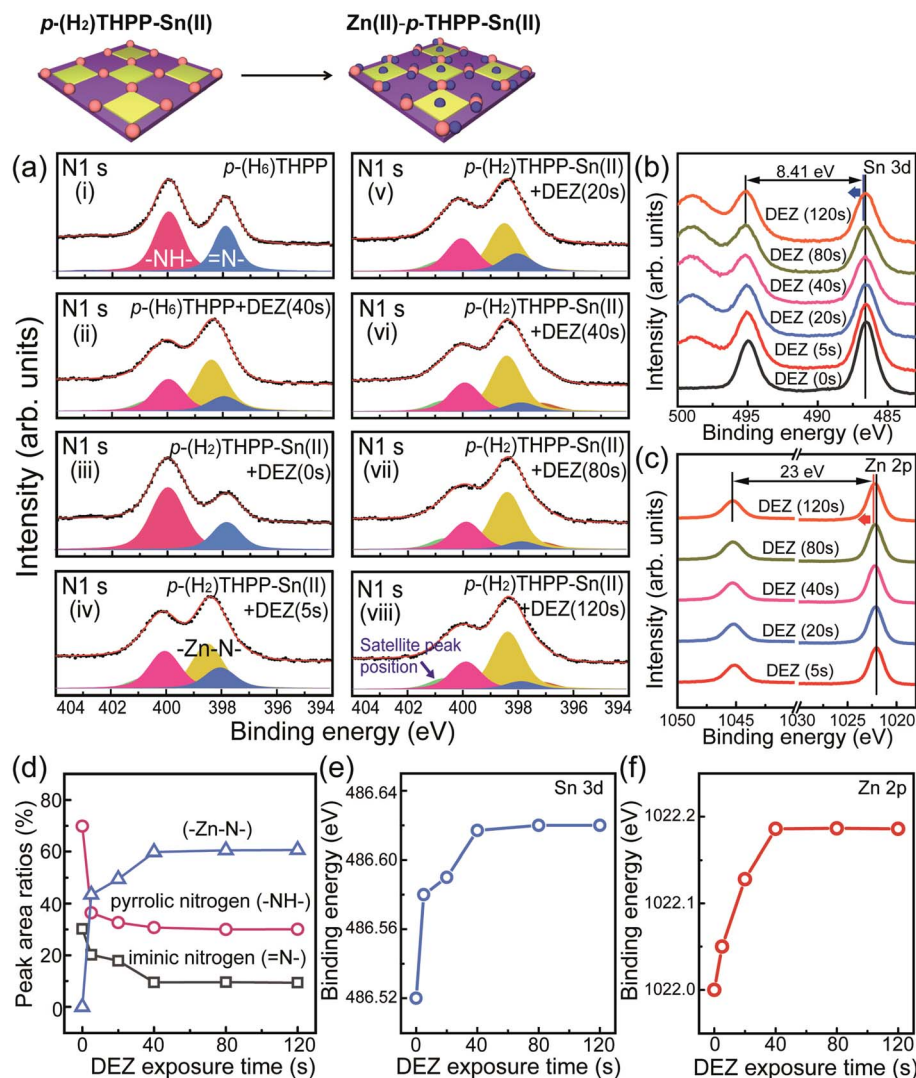 p-(H₂)THPP-Sn(II)
Zn(II)-p-THPP-Sn(II)
(a)
Intensity (arb. units)
N1 s
(i)
p-(H₆)THPP
-NH-
=N-
N1 s
(ii)
p-(H₆)THPP+DEZ(40s)
N1 s
(iii)
p-(H₂)THPP-Sn(II)
+DEZ(0s)
N1 s
(iv)
p-(H₂)THPP-Sn(II)
+DEZ(5s)
-Zn-N-
404 402 400 398 396 394
N1 s
(v)
p-(H₂)THPP-Sn(II)
+DEZ(20s)
N1 s
(vi)
p-(H₂)THPP-Sn(II)
+DEZ(40s)
N1 s
(vii)
p-(H₂)THPP-Sn(II)
+DEZ(80s)
N1 s
(viii)
p-(H₂)THPP-Sn(II)
+DEZ(120s)
Satellite peak
position
404 402 400 398 396 394
Binding energy (eV)
(b)
Intensity (arb. units)
8.41 eV
Sn 3d
DEZ (120s)
DEZ (80s)
DEZ (40s)
DEZ (20s)
DEZ (5s)
DEZ (0s)
500 495 490 485
Binding energy (eV)
(c)
Intensity (arb. units)
23 eV
Zn 2p
DEZ (120s)
DEZ (80s)
DEZ (40s)
DEZ (20s)
DEZ (5s)
1050 1045 1030 1025 1020
Binding energy (eV)
(d)
Peak area ratios (%)
80
60
40
20
0
(-Zn-N-)
pyrrolic nitrogen (-NH-)
iminic nitrogen (=N-)
0 40 80 120
DEZ exposure time (s)
(e)
Binding energy (eV)
486.64
486.60
486.56
486.52
Sn 3d
0 40 80 120
DEZ exposure time (s)
(f)
Binding energy (eV)
1022.2
1022.1
1022.0
Zn 2p
0 40 80 120
DEZ exposure time (s)